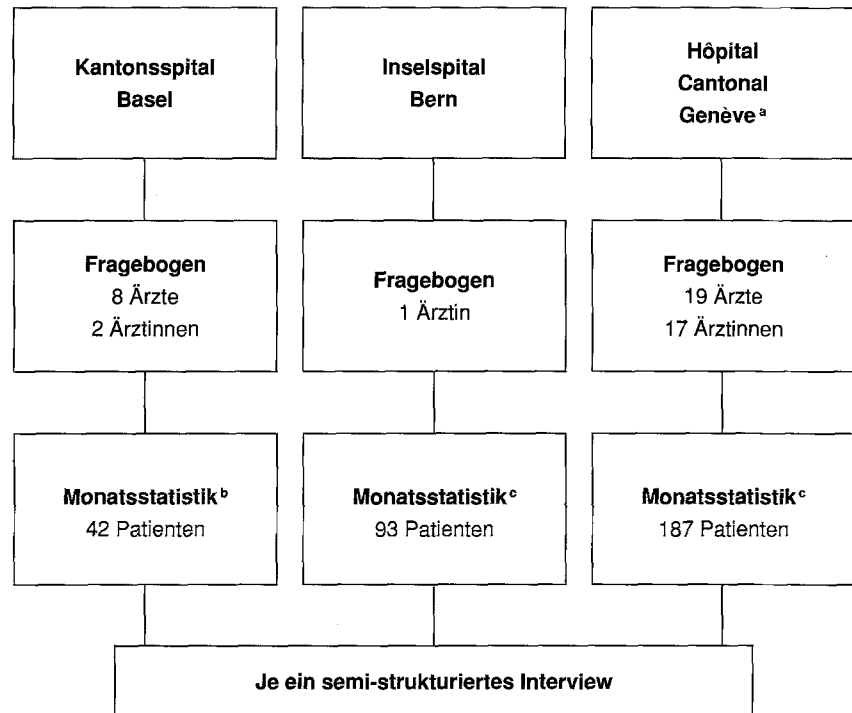 Kantonsspital
Basel
Inselspital
Bern
Hôpital
Cantonal
Genève a
Fragebogen
8 Ärzte
2 Ärztinnen
Fragebogen
1 Ärztin
Fragebogen
19 Ärzte
17 Ärztinnen
Monatsstatistik b
42 Patienten
Monatsstatistik c
93 Patienten
Monatsstatistik c
187 Patienten
Je ein semi-strukturiertes Interview